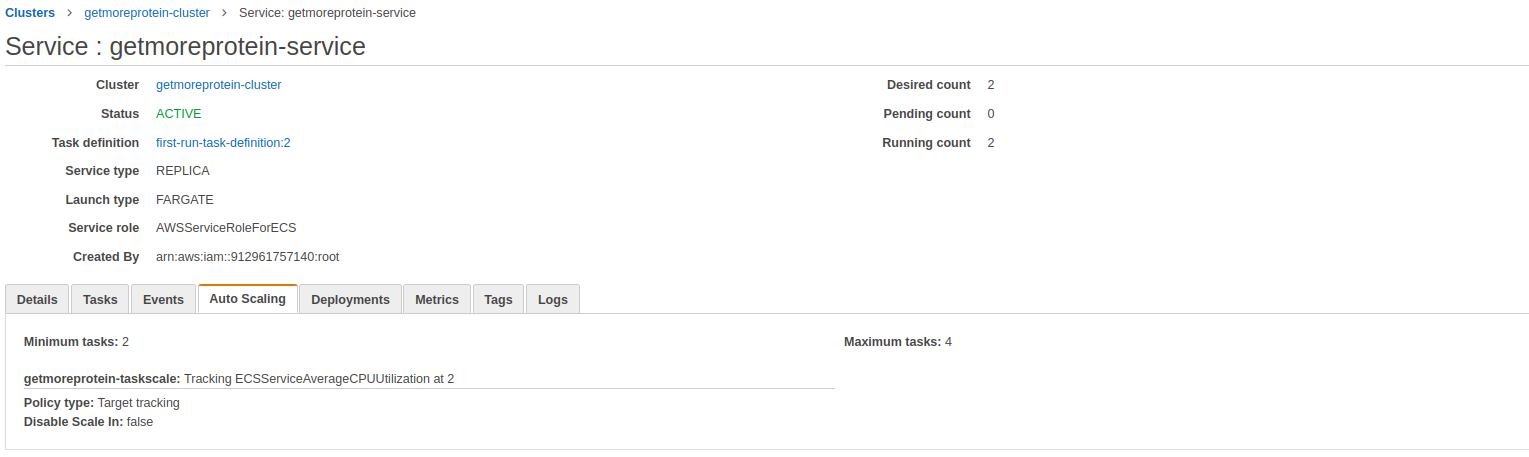 Clusters > getmoreprotein-cluster > Service: getmoreprotein-service
Service : getmoreprotein-service
Cluster getmoreprotein-cluster
Status ACTIVE
Task definition first-run-task-definition:2
Service type REPLICA
Launch type FARGATE
Service role AWSServiceRoleForECS
Created By arn:aws:iam::912961757140:root
Desired count 2
Pending count 0
Running count 2
Details Tasks Events Auto Scaling Deployments Metrics Tags Logs
Minimum tasks: 2
Maximum tasks: 4
getmoreprotein-taskscale: Tracking ECSServiceAverageCPUUtilization at 2
Policy type: Target tracking
Disable Scale In: false